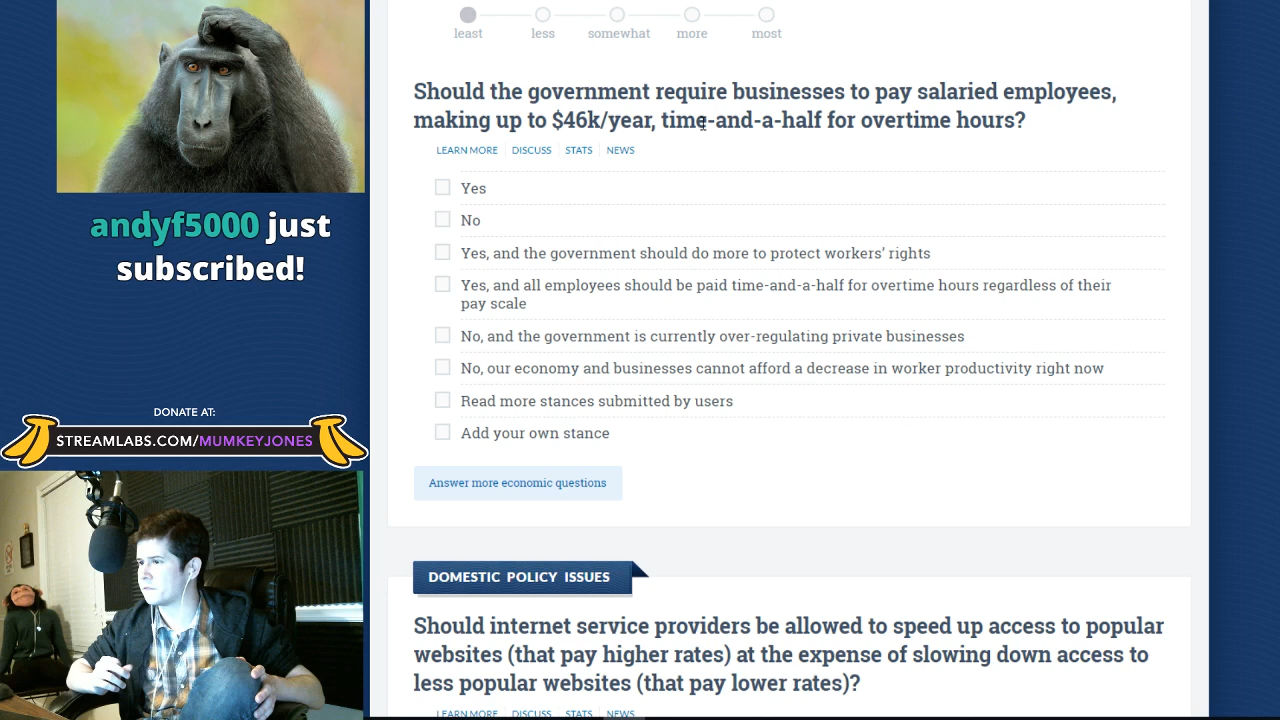 andyf5000 just
subscribed!
DONATE AT:
STREAMLABS.COM/MUMKEYJONES
least less somewhat more most
Should the government require businesses to pay salaried employees,
making up to $46k/year, time-and-a-half for overtime hours?
LEARN MORE DISCUSS STATS NEWS
Yes
No
Yes, and the government should do more to protect workers’ rights
Yes, and all employees should be paid time-and-a-half for overtime hours regardless of their
pay scale
No, and the government is currently over-regulating private businesses
No, our economy and businesses cannot afford a decrease in worker productivity right now
Read more stances submitted by users
Add your own stance
Answer more economic questions
DOMESTIC POLICY ISSUES
Should internet service providers be allowed to speed up access to popular
websites (that pay higher rates) at the expense of slowing down access to
less popular websites (that pay lower rates)?
LEARN MORE DISCUSS STATS NEWS